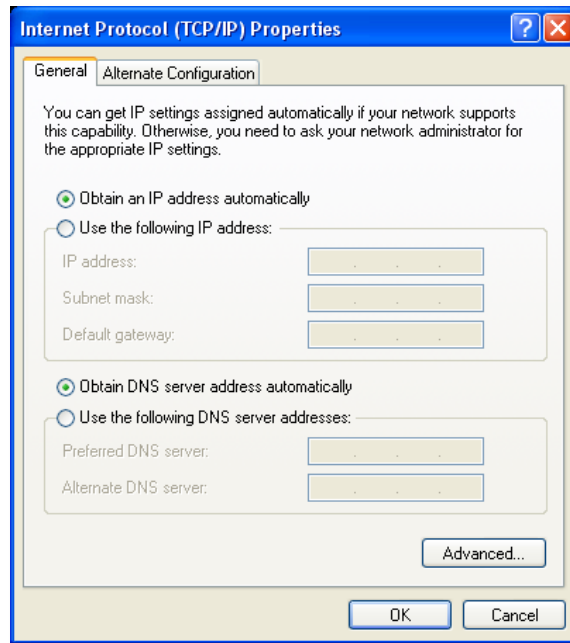 Internet Protocol (TCP/IP) Properties
General
Alternate Configuration
You can get IP settings assigned automatically if your network supports
this capability. Otherwise, you need to ask your network administrator for
the appropriate IP settings.
Obtain an IP address automatically
Use the following IP address:
IP address:
Subnet mask:
Default gateway:
Obtain DNS server address automatically
Use the following DNS server addresses:
Preferred DNS server:
Alternate DNS server:
Advanced...
OK
Cancel